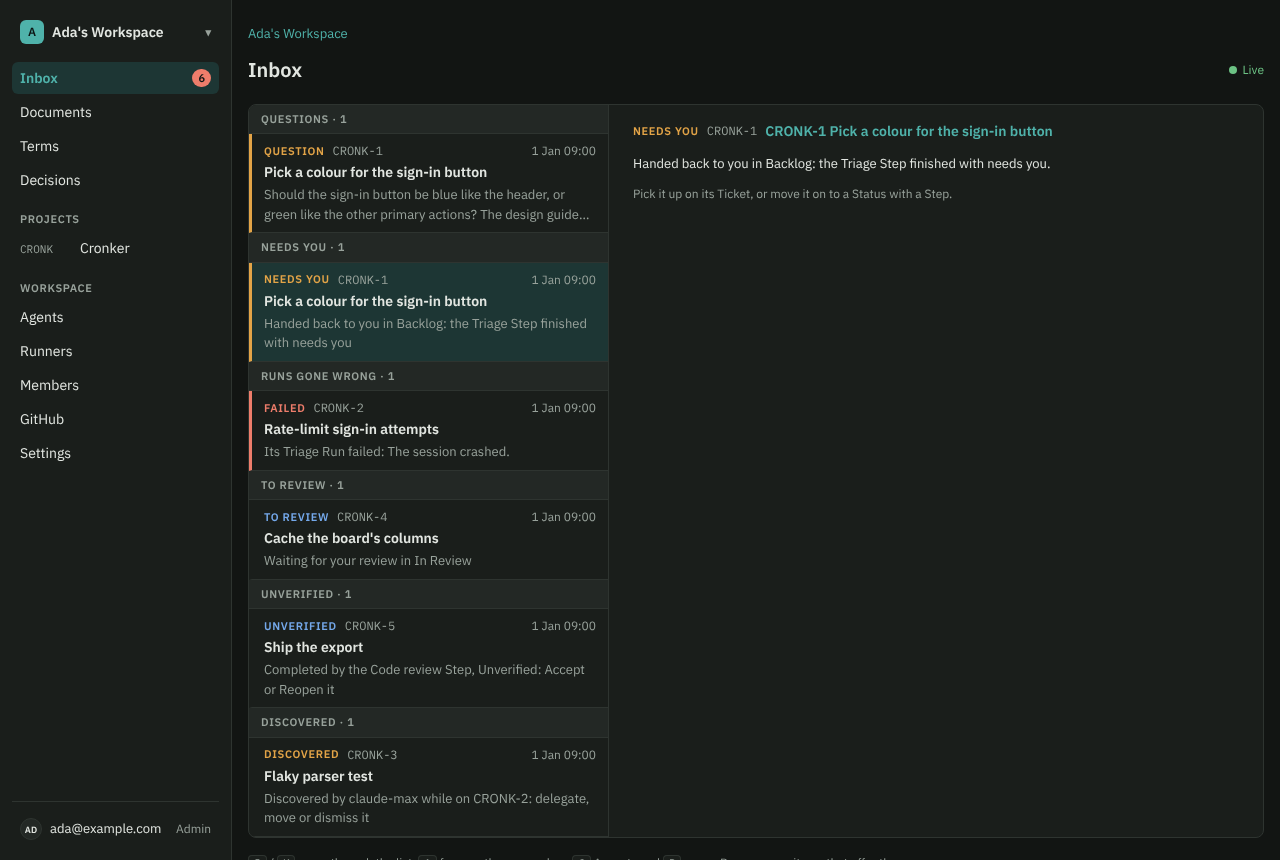 A Ada's Workspace ▾
Inbox 6
Documents
Terms
Decisions
PROJECTS
CRONK Cronker
WORKSPACE
Agents
Runners
Members
GitHub
Settings
AD ada@example.com Admin
Ada's Workspace
Inbox
Live
QUESTIONS · 1
QUESTION CRONK-1 1 Jan 09:00
Pick a colour for the sign-in button
Should the sign-in button be blue like the header, or
green like the other primary actions? The design guide...
NEEDS YOU · 1
NEEDS YOU CRONK-1 1 Jan 09:00
Pick a colour for the sign-in button
Handed back to you in Backlog: the Triage Step finished
with needs you
RUNS GONE WRONG · 1
FAILED CRONK-2 1 Jan 09:00
Rate-limit sign-in attempts
Its Triage Run failed: The session crashed.
TO REVIEW · 1
TO REVIEW CRONK-4 1 Jan 09:00
Cache the board's columns
Waiting for your review in In Review
UNVERIFIED · 1
UNVERIFIED CRONK-5 1 Jan 09:00
Ship the export
Completed by the Code review Step, Unverified: Accept
or Reopen it
DISCOVERED · 1
DISCOVERED CRONK-3 1 Jan 09:00
Flaky parser test
Discovered by claude-max while on CRONK-2: delegate,
move or dismiss it
NEEDS YOU CRONK-1 CRONK-1 Pick a colour for the sign-in button
Handed back to you in Backlog: the Triage Step finished with needs you.
Pick it up on its Ticket, or move it on to a Status with a Step.